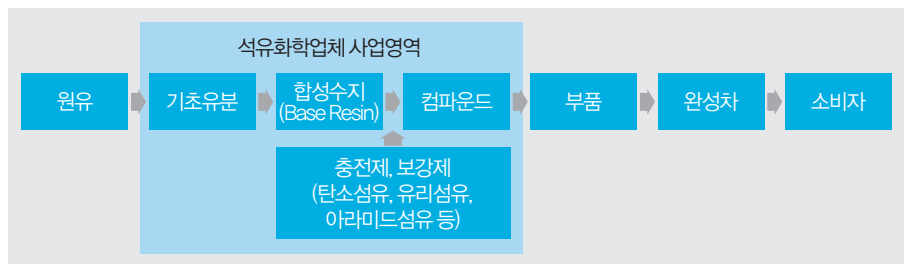 석유화학업체 사업영역
원유
기초유분
합성수지
(Base Resin)
컴파운드
부품
완성차
소비자
충전제, 보강제
(탄소섬유, 유리섬유,
아라미드섬유 등)